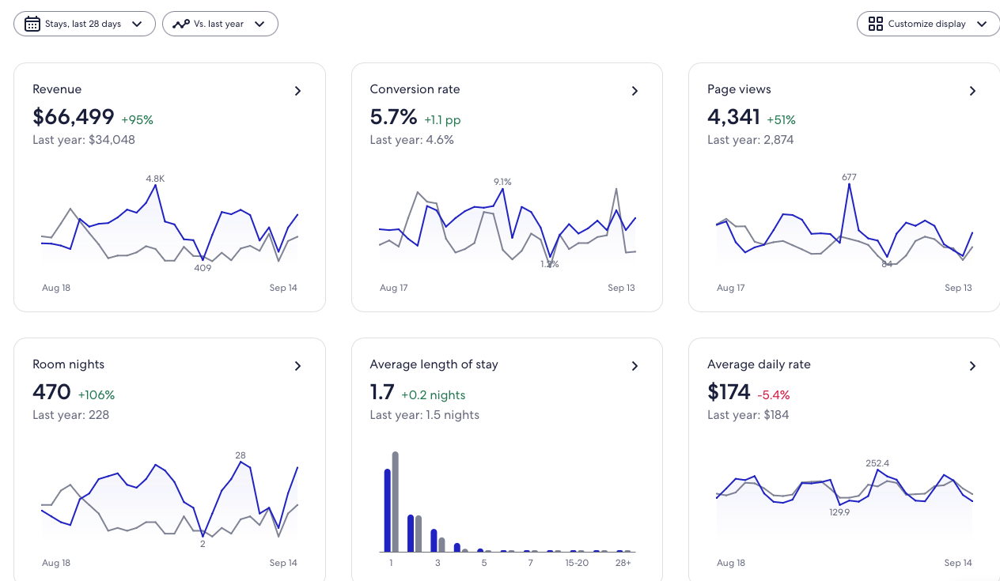 Stays, last 28 days
Vs. last year
Customize display
Revenue
$66,499 +95%
Last year: $34,048
4.8K
409
Aug 18
Sep 14
Conversion rate
5.7% +1.1 pp
Last year: 4.6%
9.1%
1.2%
Aug 17
Sep 13
Page views
4,341 +51%
Last year: 2,874
677
84
Aug 17
Sep 13
Room nights
470 +106%
Last year: 228
28
2
Aug 18
Sep 14
Average length of stay
1.7 +0.2 nights
Last year: 1.5 nights
1 3 5 7 15-20 28+
Average daily rate
$174 -5.4%
Last year: $184
252.4
129.9
Aug 18
Sep 14